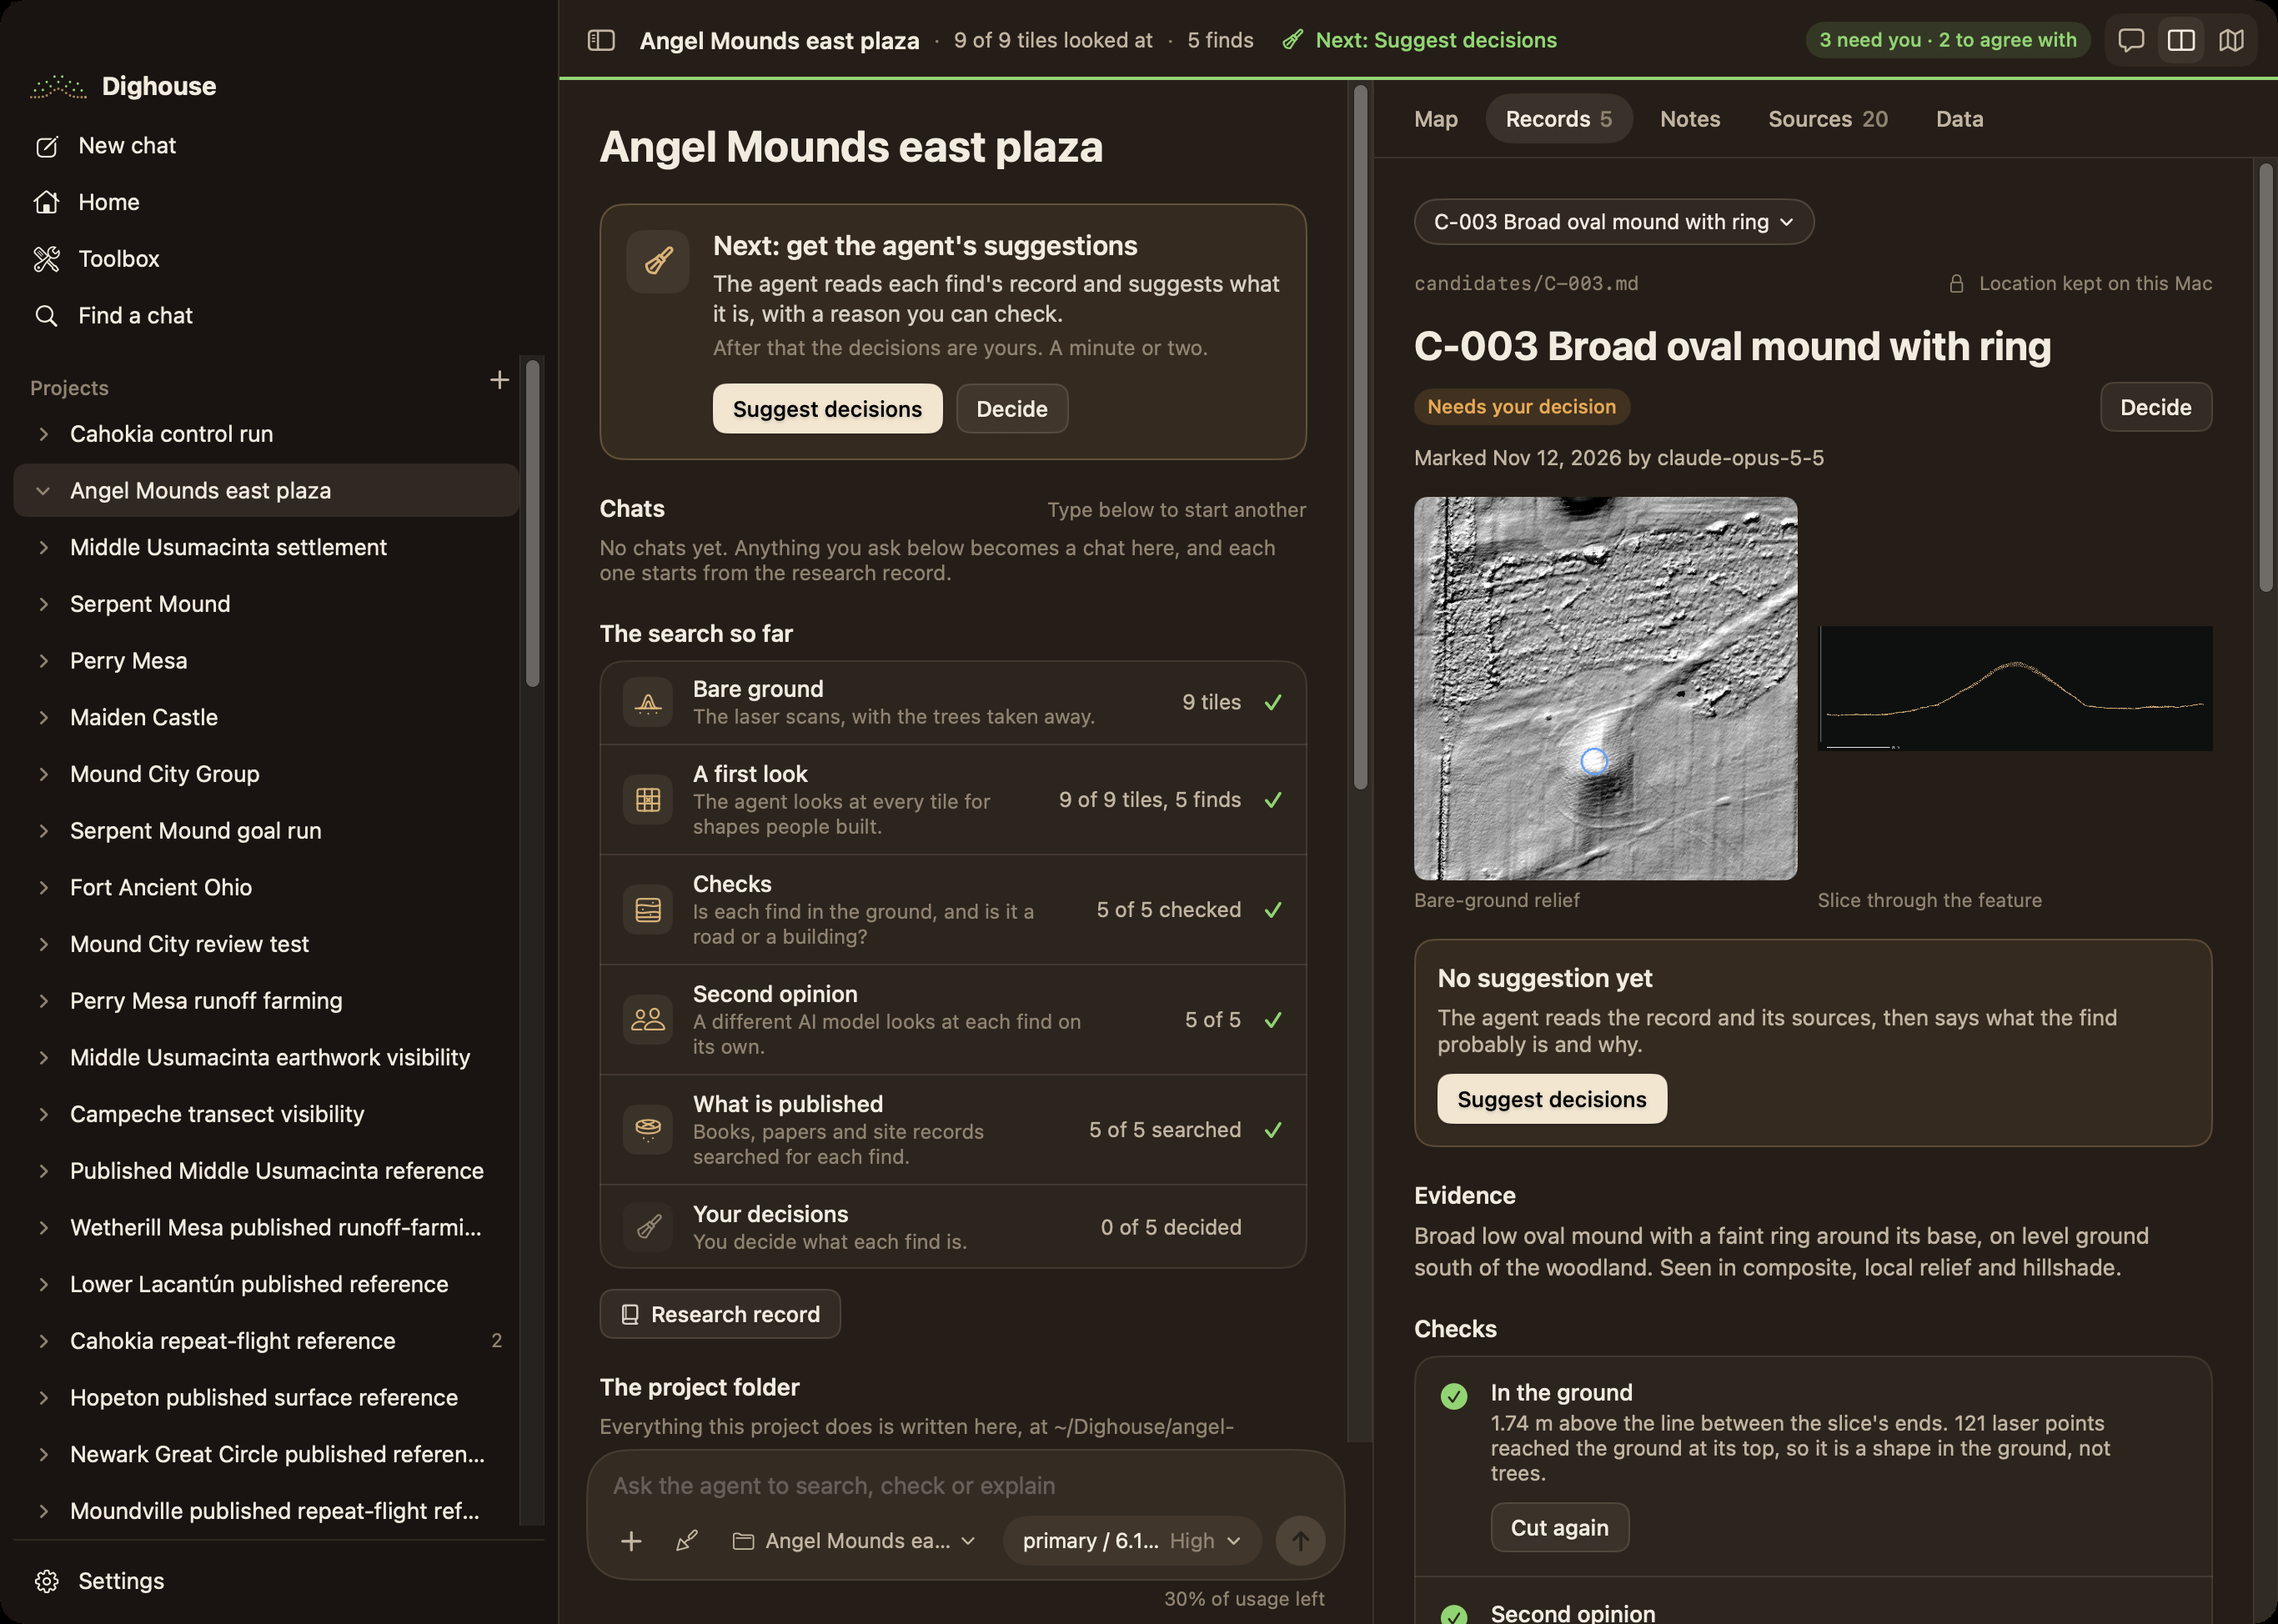 Dighouse
New chat
Home
Toolbox
Find a chat
Projects
Cahokia control run
Angel Mounds east plaza
Middle Usumacinta settlement
Serpent Mound
Perry Mesa
Maiden Castle
Mound City Group
Serpent Mound goal run
Fort Ancient Ohio
Mound City review test
Perry Mesa runoff farming
Middle Usumacinta earthwork visibility
Campeche transect visibility
Published Middle Usumacinta reference
Wetherill Mesa published runoff-farmi...
Lower Lacantún published reference
Cahokia repeat-flight reference 2
Hopeton published surface reference
Newark Great Circle published referen...
Moundville published repeat-flight ref...
Settings
Angel Mounds east plaza · 9 of 9 tiles looked at · 5 finds Next: Suggest decisions
3 need you · 2 to agree with
Angel Mounds east plaza
Next: get the agent's suggestions
The agent reads each find's record and suggests what
it is, with a reason you can check.
After that the decisions are yours. A minute or two.
Suggest decisions Decide
Chats Type below to start another
No chats yet. Anything you ask below becomes a chat here, and each
one starts from the research record.
The search so far
Bare ground
The laser scans, with the trees taken away.
9 tiles
A first look
The agent looks at every tile for
shapes people built.
9 of 9 tiles, 5 finds
Checks
Is each find in the ground, and is it a
road or a building?
5 of 5 checked
Second opinion
A different AI model looks at each find on
its own.
5 of 5
What is published
Books, papers and site records
searched for each find.
5 of 5 searched
Your decisions
You decide what each find is.
0 of 5 decided
Research record
The project folder
Everything this project does is written here, at ~/Dighouse/angel-
Ask the agent to search, check or explain
Angel Mounds ea... primary / 6.1... High
30% of usage left
Map Records 5 Notes Sources 20 Data
C-003 Broad oval mound with ring
candidates/C-003.md Location kept on this Mac
C-003 Broad oval mound with ring
Needs your decision Decide
Marked Nov 12, 2026 by claude-opus-5-5
Bare-ground relief Slice through the feature
No suggestion yet
The agent reads the record and its sources, then says what the find
probably is and why.
Suggest decisions
Evidence
Broad low oval mound with a faint ring around its base, on level ground
south of the woodland. Seen in composite, local relief and hillshade.
Checks
In the ground
1.74 m above the line between the slice's ends. 121 laser points
reached the ground at its top, so it is a shape in the ground, not
trees.
Cut again
Second opinion